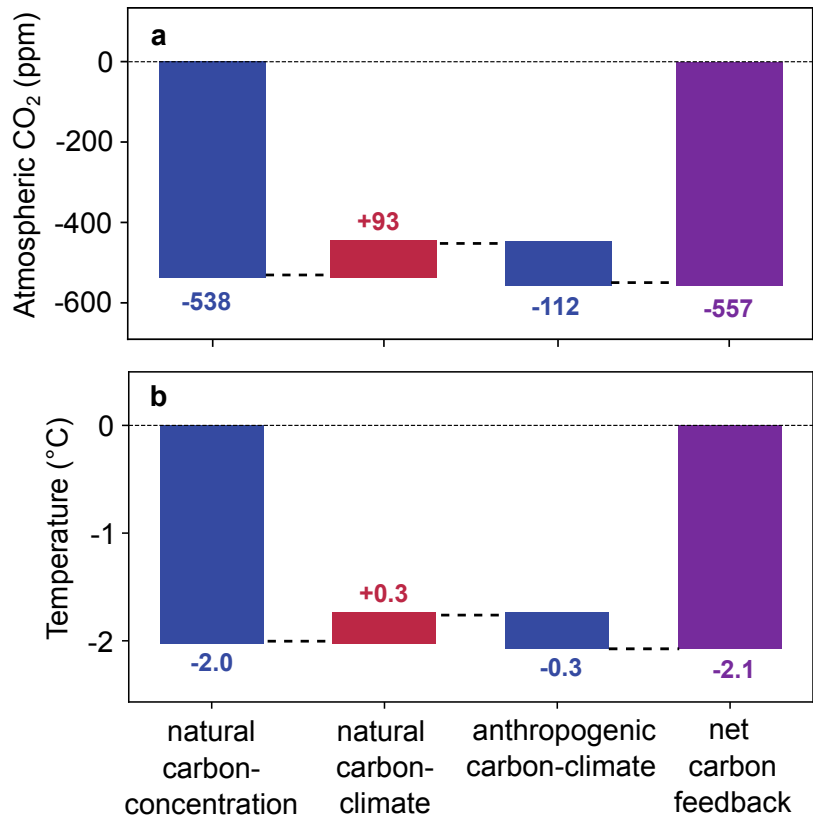 a
Atmospheric CO₂ (ppm)
0
-200
-400
-600
-538
+93
-112
-557
b
Temperature (°C)
0
-1
-2
-2.0
+0.3
-0.3
-2.1
natural
carbon-
concentration
natural
carbon-
climate
anthropogenic
carbon-climate
net
carbon
feedback